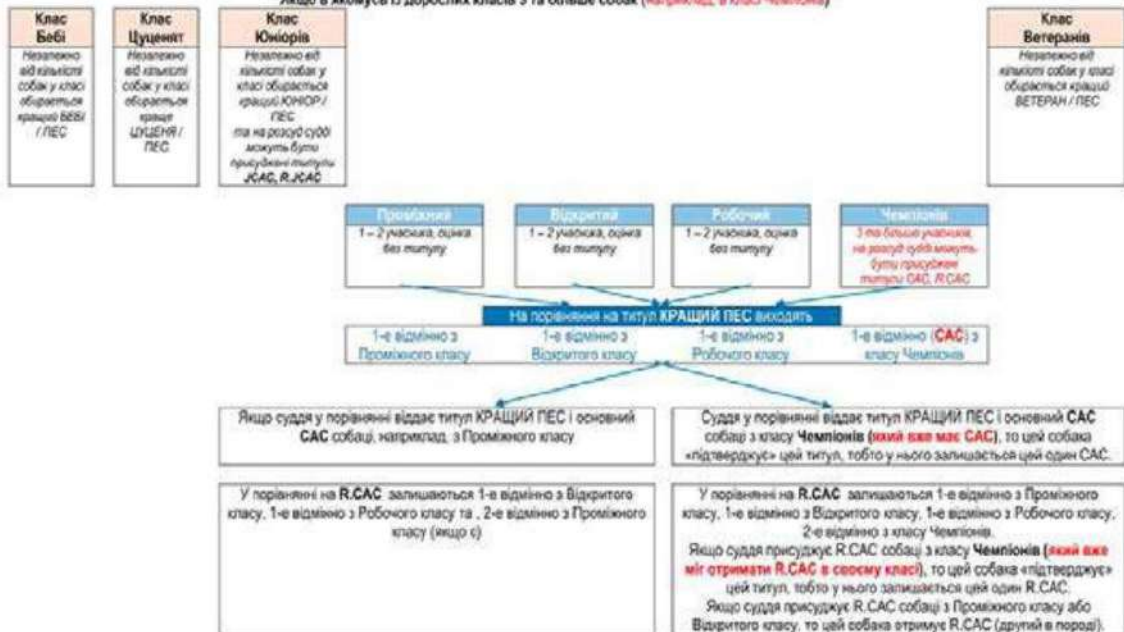 Якщо в якомусь із дорослих класів 3 та більше собак (наприклад, в класі Чемпіонів)
Клас
Бебі
Незалежно
від кількості
собак у класі
обирається
кращий БЕБІ
/ ПЕС
Клас
Цуценят
Незалежно
від кількості
собак у класі
обирається
краще
ЦУЦЕНЯ /
ПЕС
Клас
Юніорів
Незалежно від
кількості собак у
класі обирається
кращий ЮНІОР /
ПЕС
та на розсуд судді
можуть бути
присуджені титули
JCAC, R.JCAC
Клас
Ветеранів
Незалежно від
кількості собак у класі
обирається кращий
ВЕТЕРАН / ПЕС
Проміжний
1 – 2 учасника, оцінка
без титулу
Відкритий
1 – 2 учасника, оцінка
без титулу
Робочий
1 – 2 учасника, оцінка
без титулу
Чемпіонів
3 та більше учасників,
на розсуд судді можуть
бути присуджені
титули CAC, R.CAC
На порівняння на титул КРАЩИЙ ПЕС виходять
1-е відмінно з
Проміжного класу
1-е відмінно з
Відкритого класу
1-е відмінно з
Робочого класу
1-е відмінно (CAC) з
класу Чемпіонів
Якщо суддя у порівнянні віддає титул КРАЩИЙ ПЕС і основний
CAC собаці, наприклад, з Проміжного класу
Суддя у порівнянні віддає титул КРАЩИЙ ПЕС і основний CAC
собаці з класу Чемпіонів (який вже має CAC), то цей собака
«підтверджує» цей титул, тобто у нього залишається цей один CAC.
У порівнянні на R.CAC залишаються 1-е відмінно з Відкритого
класу, 1-е відмінно з Робочого класу та , 2-е відмінно з Проміжного
класу (якщо є)
У порівнянні на R.CAC залишаються 1-е відмінно з Проміжного
класу, 1-е відмінно з Відкритого класу, 1-е відмінно з Робочого класу,
2-е відмінно з класу Чемпіонів.
Якщо суддя присуджує R.CAC собаці з класу Чемпіонів (який вже
міг отримати R.CAC в своєму класі), то цей собака «підтверджує»
цей титул, тобто у нього залишається цей один R.CAC.
Якщо суддя присуджує R.CAC собаці з Проміжного класу або
Відкритого класу, то цей собака отримує R.CAC (другий в породі).